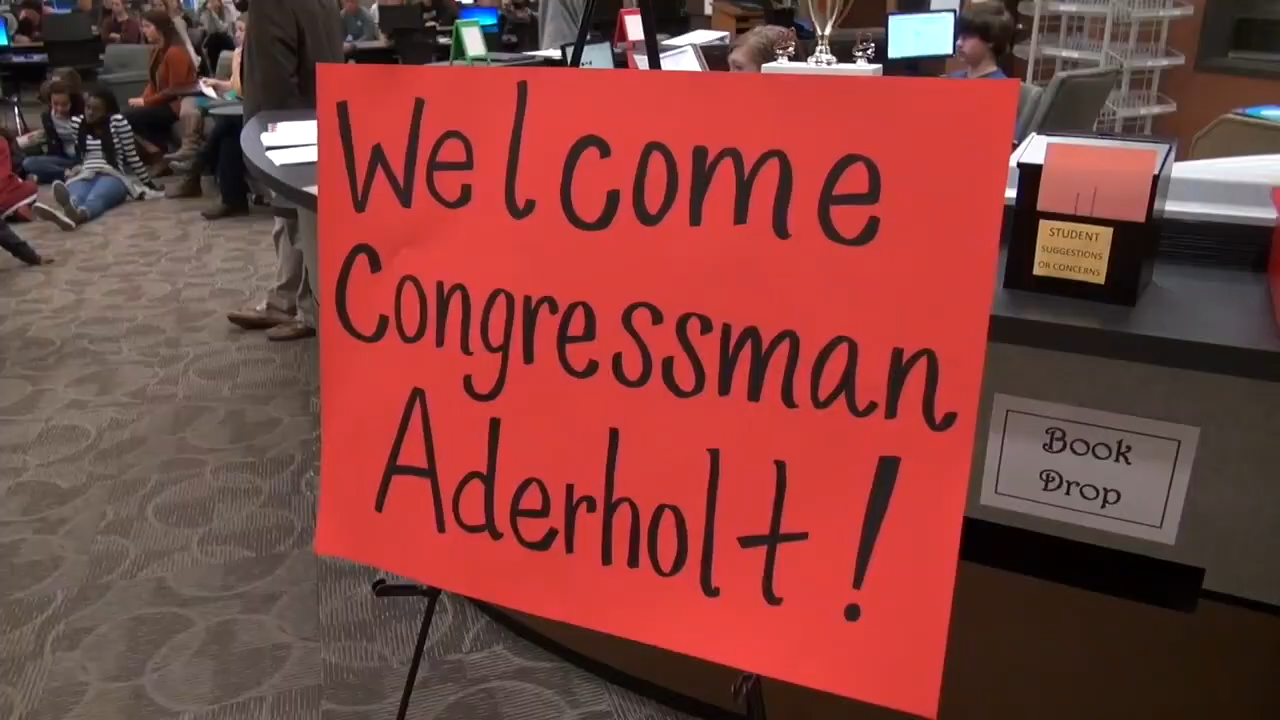 Welcome
Congressman
Aderholt!
STUDENT
SUGGESTIONS
OR CONCERNS
Book
Drop